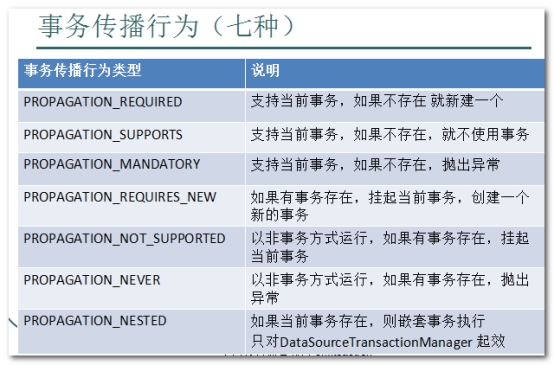 事务传播行为（七种）
事务传播行为类型 说明
PROPAGATION_REQUIRED 支持当前事务，如果不存在 就新建一个
PROPAGATION_SUPPORTS 支持当前事务，如果不存在，就不使用事务
PROPAGATION_MANDATORY 支持当前事务，如果不存在，抛出异常
PROPAGATION_REQUIRES_NEW 如果有事务存在，挂起当前事务，创建一个
新的事务
PROPAGATION_NOT_SUPPORTED 以非事务方式运行，如果有事务存在，挂起
当前事务
PROPAGATION_NEVER 以非事务方式运行，如果有事务存在，抛出
异常
PROPAGATION_NESTED 如果当前事务存在，则嵌套事务执行
只对DataSourceTransactionManager 起效